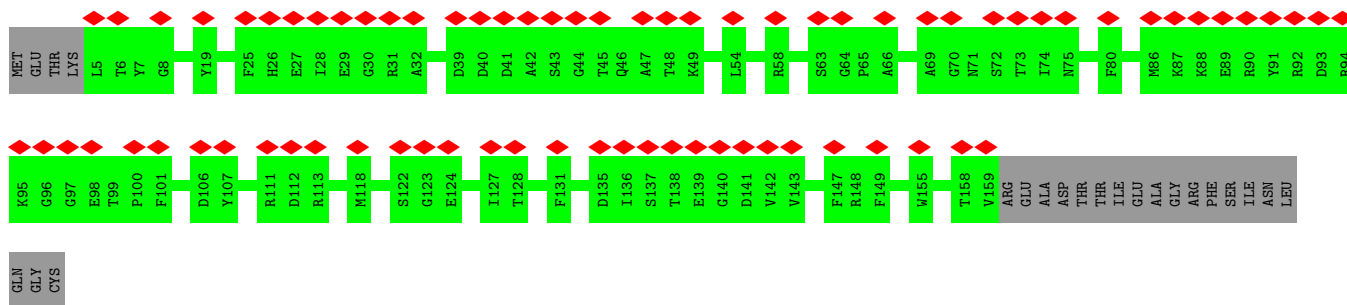 MET GLU THR LYS L5 T6 Y7 G8 Y19 F25 H26 E27 I28 E29 G30 R31 A32 D39 D40 D41 A42 S43 G44 T45 Q46 A47 T48 K49 L54 R58 S63 G64 P65 A66 A69 G70 N71 S72 T73 I74 N75 F80 M86 K87 K88 E89 R90 Y91 R92 D93 R94
K95 G96 G97 E98 T99 P100 F101 D106 Y107 R111 D112 R113 M118 S122 G123 E124 I127 T128 F131 D135 I136 S137 T138 E139 G140 D141 V142 V143 F147 R148 F149 W155 T158 V159 ARG GLU ALA ASP THR THR ILE GLU ALA GLY ARG PHE SER ILE ASN LEU
GLN GLY CYS